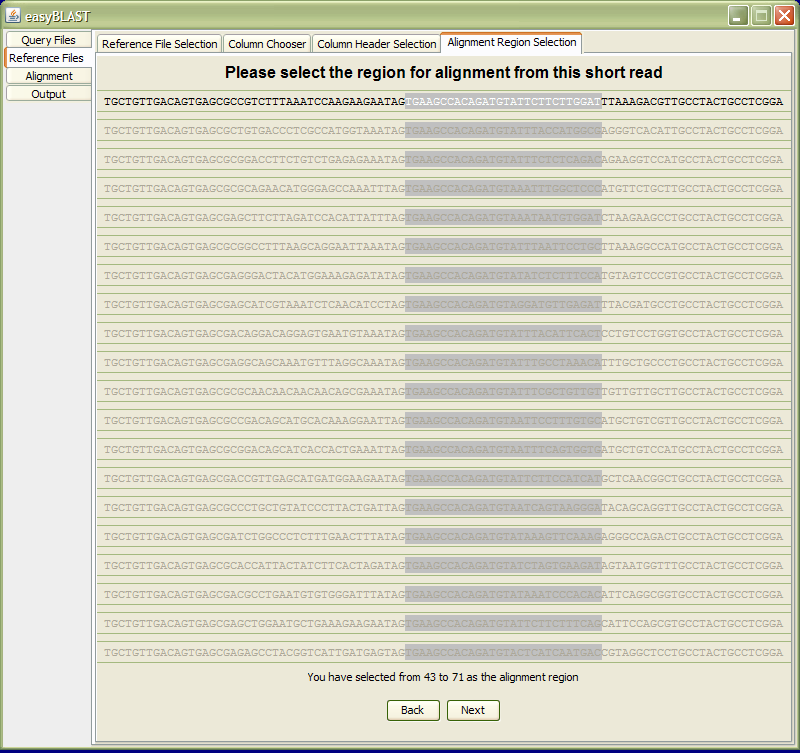 easyBLAST
Query Files
Reference Files
Alignment
Output
Reference File Selection
Column Chooser
Column Header Selection
Alignment Region Selection
Please select the region for alignment from this short read
TGCTGTTGACAGTGAGCGCCGTCTTTAAATCCAAGAAGAATAGTGAAGCCACAGATGTATTCTTCTTGGATTTAAAGACGTTGCCTACTGCCTCGGA
TGCTGTTGACAGTGAGCGCTGTGACCCTCGCCATGGTAAATAGTGAAGCCACAGATGTATTTACCATGGCGAGGGTCACATTGCCTACTGCCTCGGA
TGCTGTTGACAGTGAGCGCGGACCTTCTGTCTGAGAGAAATAGTGAAGCCACAGATGTATTTCTCTCAGACAGAAGGTCCATGCCTACTGCCTCGGA
TGCTGTTGACAGTGAGCGCGCAGAACATGGGAGCCAAATTTAGTGAAGCCACAGATGTAAATTTGGCTCCCATGTTCTGCTTGCCTACTGCCTCGGA
TGCTGTTGACAGTGAGCGAGCTTCTTAGATCCACATTATTTAGTGAAGCCACAGATGTAAATAATGTGGATCTAAGAAGCCTGCCTACTGCCTCGGA
TGCTGTTGACAGTGAGCGCGGCCTTTAAGCAGGAATTAAATAGTGAAGCCACAGATGTATTTAATTCCTGCTTAAAGGCCATGCCTACTGCCTCGGA
TGCTGTTGACAGTGAGCGAGGGACTACATGGAAAGAGATATAGTGAAGCCACAGATGTATATCTCTTTCCATGTAGTCCCGTGCCTACTGCCTCGGA
TGCTGTTGACAGTGAGCGAGCATCGTAAATCTCAACATCCTAGTGAAGCCACAGATGTAGGATGTTGAGATTTACGATGCCTGCCTACTGCCTCGGA
TGCTGTTGACAGTGAGCGACAGGACAGGAGTGAATGTAAATAGTGAAGCCACAGATGTATTTAGATTCACTCCTGTCCTGGTGCCTACTGCCTCGGA
TGCTGTTGACAGTGAGCGAGGCAGCAAATGTTTAGGCAAATAGTGAAGCCACAGATGTATTTGCCTAAACATTTGCTGCCCTGCCTACTGCCTCGGA
TGCTGTTGACAGTGAGCGCGCAACAACAACAACAGCGAAATAGTGAAGCCACAGATGTATTTCGCTGTTGTTGTTGTTGCTTGCCTACTGCCTCGGA
TGCTGTTGACAGTGAGCGCCGACAGCATGCACAAAGGAATTAGTGAAGCCACAGATGTAATTCCTTTGTGCATGCTGTCGTTGCCTACTGCCTCGGA
TGCTGTTGACAGTGAGCGCGGACAGCATCACCACTGAAATTAGTGAAGCCACAGATGTAATTTCAGTGGTGATGCTGTCCATGCCTACTGCCTCGGA
TGCTGTTGACAGTGAGCGACCGTTGAGCATGATGGAAGAATAGTGAAGCCACAGATGTATTCTTCCATCATGCTCAACGGCTGCCTACTGCCTCGGA
TGCTGTTGACAGTGAGCGCCCTGCTGTATCCCTTACTGATTAGTGAAGCCACAGATGTAATCAGTAAGGGATACAGCAGGTTGCCTACTGCCTCGGA
TGCTGTTGACAGTGAGCGATCTGGCCCTCTTTGAACTTTATAGTGAAGCCACAGATGTATAAAGTTCAAAGAGGGCCAGACTGCCTACTGCCTCGGA
TGCTGTTGACAGTGAGCGCACCATTACTATCTTCACTAGATAGTGAAGCCACAGATGTATCTAGTGAAGATAGTAATGGTTTGCCTACTGCCTCGGA
TGCTGTTGACAGTGAGCGACGCCTGAATGTGTGGGATTTATAGTGAAGCCACAGATGTATAAATCCCACACATTCAGGCGGTGCCTACTGCCTCGGA
TGCTGTTGACAGTGAGCGAGCTGGAATGCTGAAAGAAGAATAGTGAAGCCACAGATGTATTCTTCTTTCAGCATTCCAGCGTGCCTACTGCCTCGGA
TGCTGTTGACAGTGAGCGAGAGCCTACGGTCATTGATGAGTAGTGAAGCCACAGATGTACTCATCAATGACCGTAGGCTCCTGCCTACTGCCTCGGA
You have selected from 43 to 71 as the alignment region
Back
Next